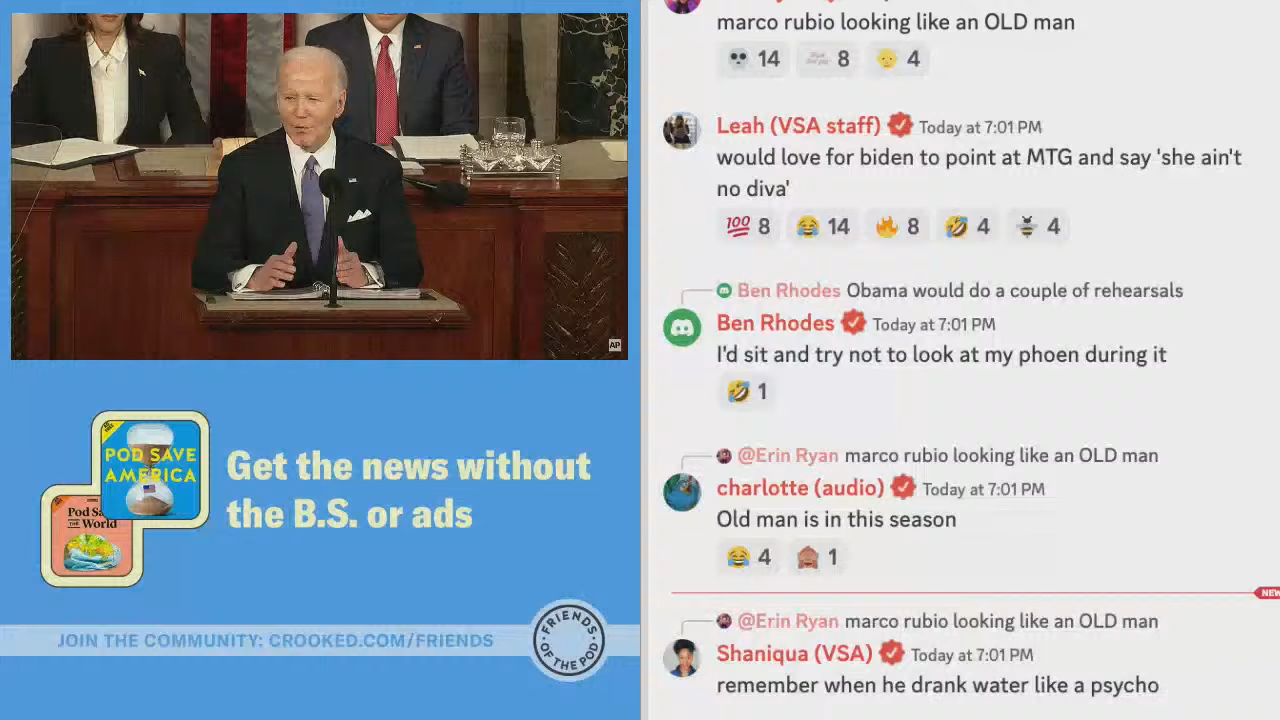 AP
POD SAVE
AMERICA
Get the news without
the B.S. or ads
JOIN THE COMMUNITY: CROOKED.COM/FRIENDS
FRIENDS
OF THE POD
marco rubio looking like an OLD man
14
8
4
Leah (VSA staff) Today at 7:01 PM
would love for biden to point at MTG and say 'she ain't
no diva'
100 8 14 8 4 4
Ben Rhodes Obama would do a couple of rehearsals
Ben Rhodes Today at 7:01 PM
I'd sit and try not to look at my phoen during it
1
@Erin Ryan marco rubio looking like an OLD man
charlotte (audio) Today at 7:01 PM
Old man is in this season
4 1
NEW
@Erin Ryan marco rubio looking like an OLD man
Shaniqua (VSA) Today at 7:01 PM
remember when he drank water like a psycho